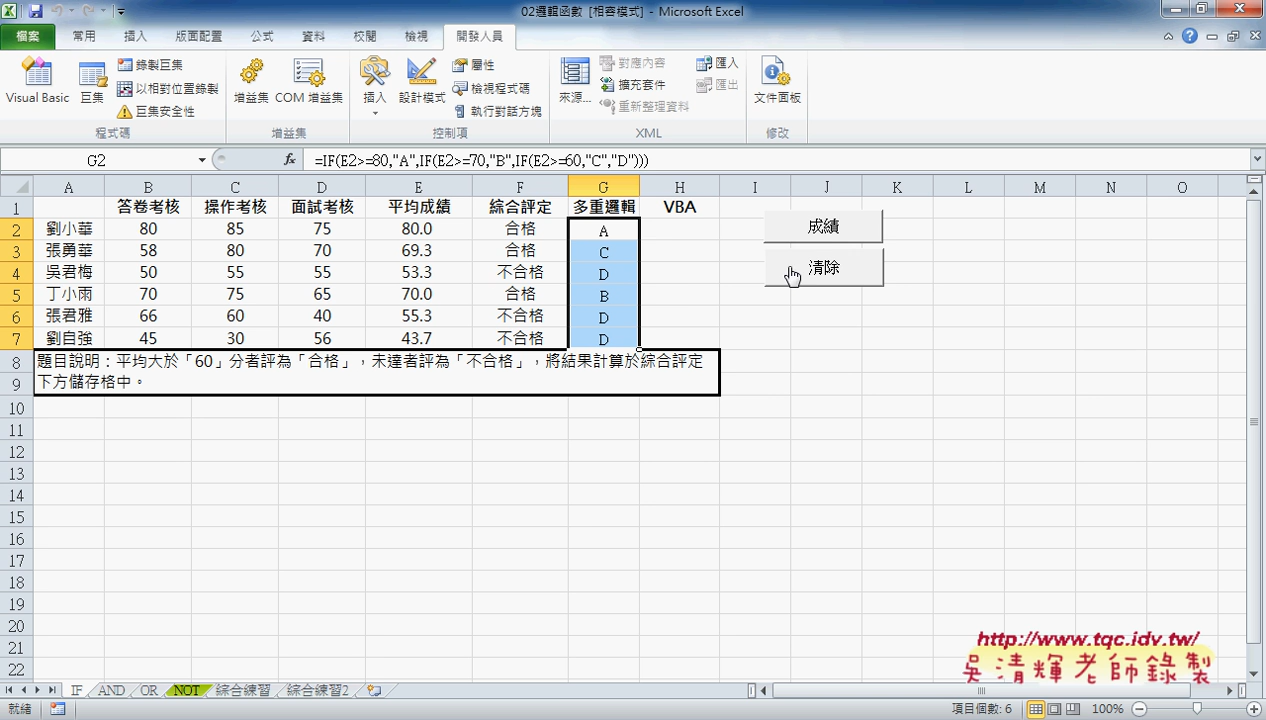 02邏輯函數 [相容模式] - Microsoft Excel
檔案 常用 插入 版面配置 公式 資料 校閱 檢視 開發人員
Visual Basic 巨集 錄製巨集 以相對位置錄製 巨集安全性 增益集 COM 增益集 插入 設計模式 屬性 檢視程式碼 執行對話方塊 來源... 對應內容 擴充套件 重新整理資料 匯入 匯出 文件面板
程式碼 增益集 控制項 XML 修改
G2 fx =IF(E2>=80,"A",IF(E2>=70,"B",IF(E2>=60,"C","D")))
A B C D E F G H I J K L M N O
1 答卷考核 操作考核 面試考核 平均成績 綜合評定 多重邏輯 VBA
2 劉小華 80 85 75 80.0 合格 A 成績
3 張勇華 58 80 70 69.3 合格 C
4 吳君梅 50 55 55 53.3 不合格 D 清除
5 丁小雨 70 75 65 70.0 合格 B
6 張君雅 66 60 40 55.3 不合格 D
7 劉自強 45 30 56 43.7 不合格 D
8 題目說明：平均大於「60」分者評為「合格」，未達者評為「不合格」，將結果計算於綜合評定
9 下方儲存格中。
10
11
12
13
14
15
16
17
18
19
20
21
22
http://www.tqc.idv.tw/
吳清輝老師錄製
IF AND OR NOT 綜合練習 綜合練習2
就緒 項目個數: 6 100%